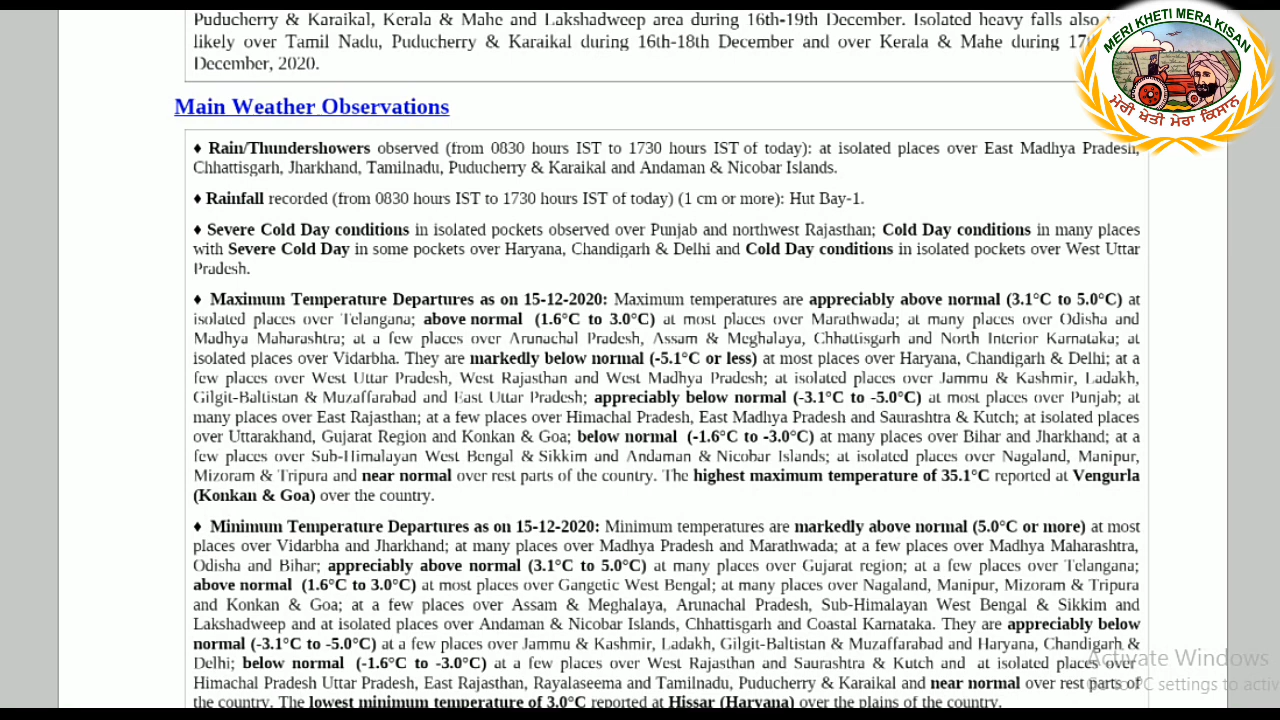 Puducherry & Karaikal, Kerala & Mahe and Lakshadweep area during 16th-19th December. Isolated heavy falls also
likely over Tamil Nadu, Puducherry & Karaikal during 16th-18th December and over Kerala & Mahe during
December, 2020.
MERI KHETI MERA KISAN
ਮੇਰੀ ਖੇਤੀ ਮੇਰਾ ਕਿਸਾਨ
Main Weather Observations
♦ Rain/Thundershowers observed (from 0830 hours IST to 1730 hours IST of today): at isolated places over East Madhya Pradesh,
Chhattisgarh, Jharkhand, Tamilnadu, Puducherry & Karaikal and Andaman & Nicobar Islands.
♦ Rainfall recorded (from 0830 hours IST to 1730 hours IST of today) (1 cm or more): Hut Bay-1.
♦ Severe Cold Day conditions in isolated pockets observed over Punjab and northwest Rajasthan; Cold Day conditions in many places
with Severe Cold Day in some pockets over Haryana, Chandigarh & Delhi and Cold Day conditions in isolated pockets over West Uttar
Pradesh.
♦ Maximum Temperature Departures as on 15-12-2020: Maximum temperatures are appreciably above normal (3.1°C to 5.0°C) at
isolated places over Telangana; above normal (1.6°C to 3.0°C) at most places over Marathwada; at many places over Odisha and
Madhya Maharashtra; at a few places over Arunachal Pradesh, Assam & Meghalaya, Chhattisgarh and North Interior Karnataka; at
isolated places over Vidarbha. They are markedly below normal (-5.1°C or less) at most places over Haryana, Chandigarh & Delhi; at a
few places over West Uttar Pradesh, West Rajasthan and West Madhya Pradesh; at isolated places over Jammu & Kashmir, Ladakh,
Gilgit-Baltistan & Muzaffarabad and East Uttar Pradesh; appreciably below normal (-3.1°C to -5.0°C) at most places over Punjab; at
many places over East Rajasthan; at a few places over Himachal Pradesh, East Madhya Pradesh and Saurashtra & Kutch; at isolated places
over Uttarakhand, Gujarat Region and Konkan & Goa; below normal (-1.6°C to -3.0°C) at many places over Bihar and Jharkhand; at a
few places over Sub-Himalayan West Bengal & Sikkim and Andaman & Nicobar Islands; at isolated places over Nagaland, Manipur,
Mizoram & Tripura and near normal over rest parts of the country. The highest maximum temperature of 35.1°C reported at Vengurla
(Konkan & Goa) over the country.
♦ Minimum Temperature Departures as on 15-12-2020: Minimum temperatures are markedly above normal (5.0°C or more) at most
places over Vidarbha and Jharkhand; at many places over Madhya Pradesh and Marathwada; at a few places over Madhya Maharashtra,
Odisha and Bihar; appreciably above normal (3.1°C to 5.0°C) at many places over Gujarat region; at a few places over Telangana;
above normal (1.6°C to 3.0°C) at most places over Gangetic West Bengal; at many places over Nagaland, Manipur, Mizoram & Tripura
and Konkan & Goa; at a few places over Assam & Meghalaya, Arunachal Pradesh, Sub-Himalayan West Bengal & Sikkim and
Lakshadweep and at isolated places over Andaman & Nicobar Islands, Chhattisgarh and Coastal Karnataka. They are appreciably below
normal (-3.1°C to -5.0°C) at a few places over Jammu & Kashmir, Ladakh, Gilgit-Baltistan & Muzaffarabad and Haryana, Chandigarh &
Delhi; below normal (-1.6°C to -3.0°C) at a few places over West Rajasthan and Saurashtra & Kutch and at isolated places over
Himachal Pradesh Uttar Pradesh, East Rajasthan, Rayalaseema and Tamilnadu, Puducherry & Karaikal and near normal over rest parts of
the country. The lowest minimum temperature of 3.0°C reported at Hissar (Haryana) over the plains of the country.
Activate Windows
Go to PC settings to activ